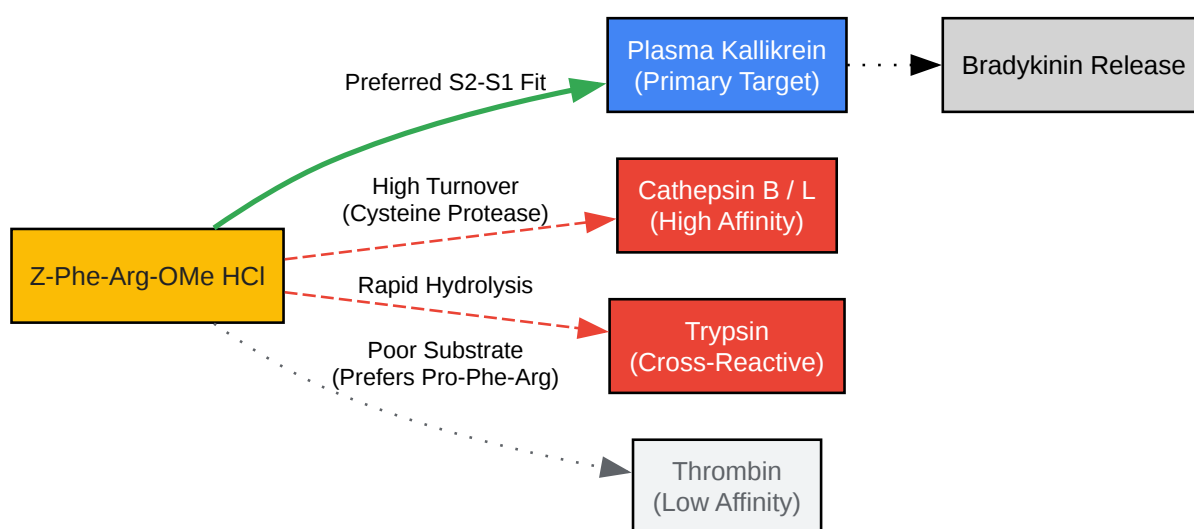 Plasma Kallikrein
(Primary Target)
Bradykinin Release
Preferred S2-S1 Fit
High Turnover
(Cysteine Protease)
Cathepsin B / L
(High Affinity)
Z-Phe-Arg-OMe HCl
Rapid Hydrolysis
Trypsin
(Cross-Reactive)
Poor Substrate
(Prefers Pro-Phe-Arg)
Thrombin
(Low Affinity)